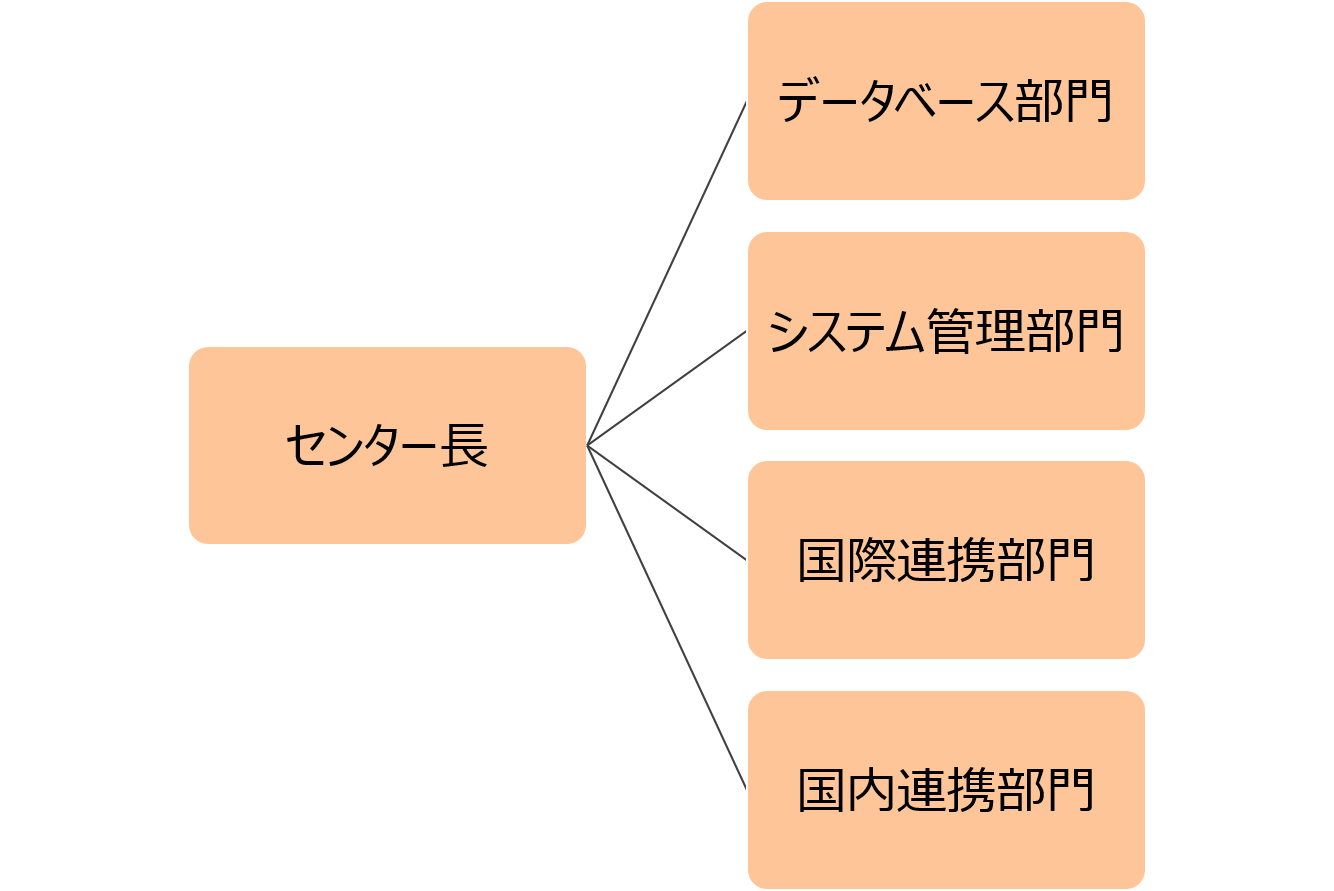 データベース部門
システム管理部門
センター長
国際連携部門
国内連携部門